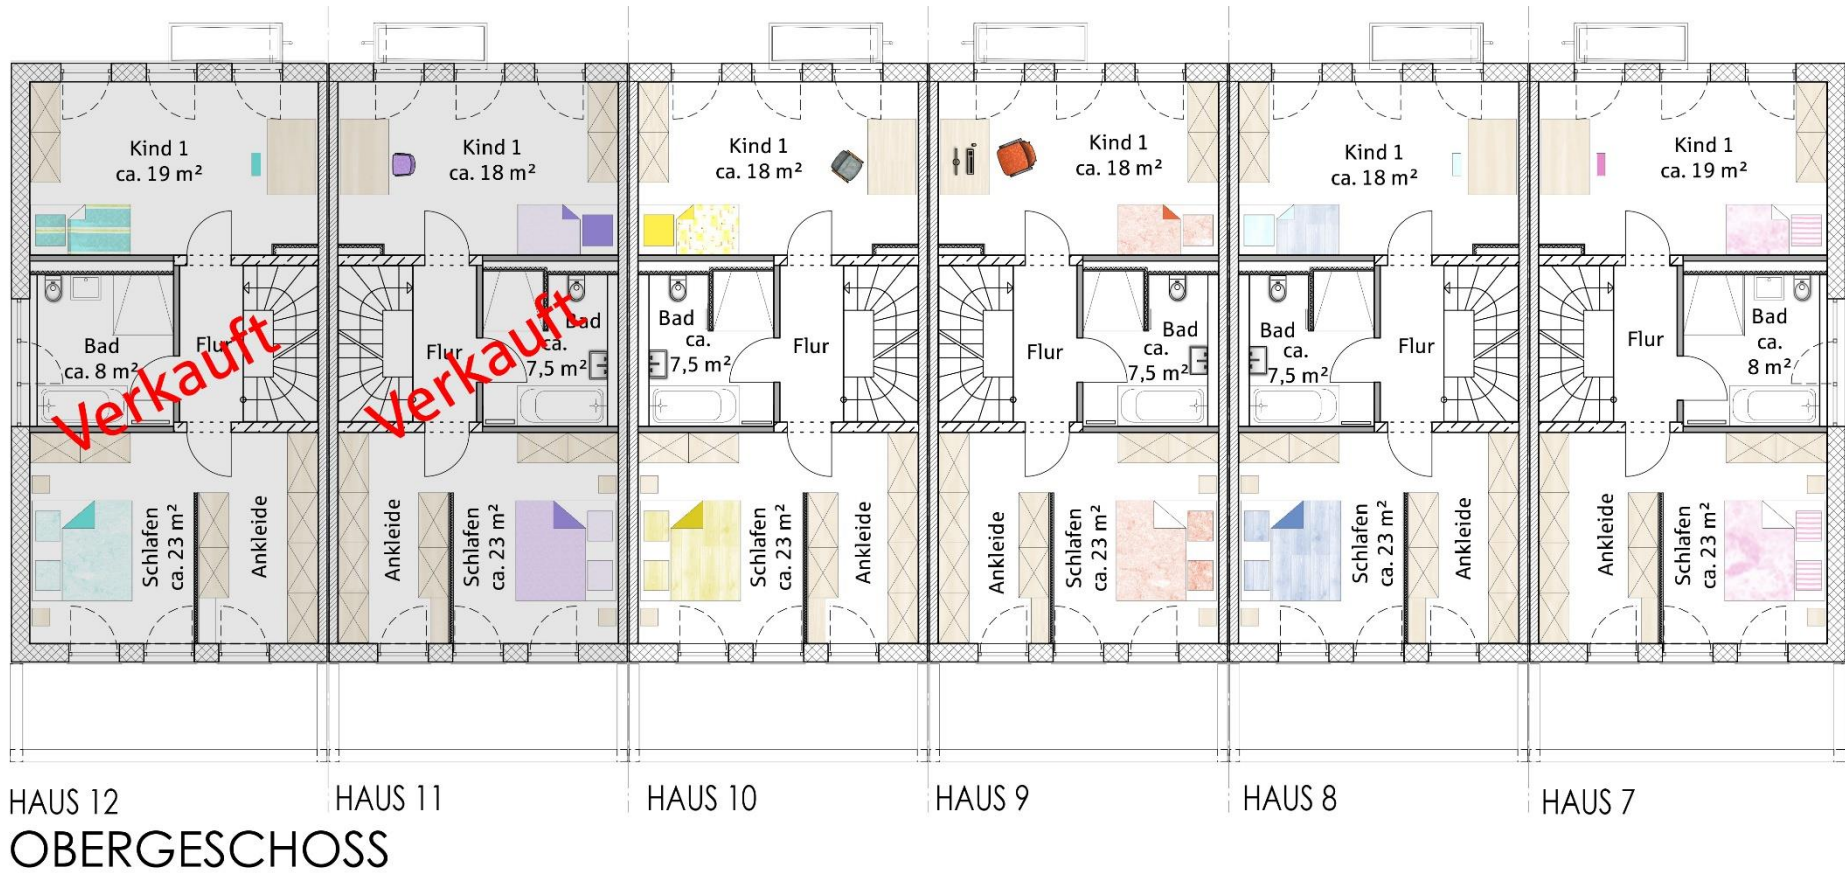 Kind 1
ca. 19 m²
Kind 1
ca. 18 m²
Kind 1
ca. 18 m²
Kind 1
ca. 18 m²
Kind 1
ca. 18 m²
Kind 1
ca. 19 m²
Bad
ca. 8 m²
Flur
Verkauft
Flur
Bad
ca.
7,5 m²
Verkauft
Bad
ca.
7,5 m²
Flur
Flur
Bad
ca.
7,5 m²
Bad
ca.
7,5 m²
Flur
Flur
Bad
ca.
8 m²
Schlafen
ca. 23 m²
Ankleide
Ankleide
Schlafen
ca. 23 m²
Schlafen
ca. 23 m²
Ankleide
Ankleide
Schlafen
ca. 23 m²
Schlafen
ca. 23 m²
Ankleide
Ankleide
Schlafen
ca. 23 m²
HAUS 12
HAUS 11
HAUS 10
HAUS 9
HAUS 8
HAUS 7
OBERGESCHOSS